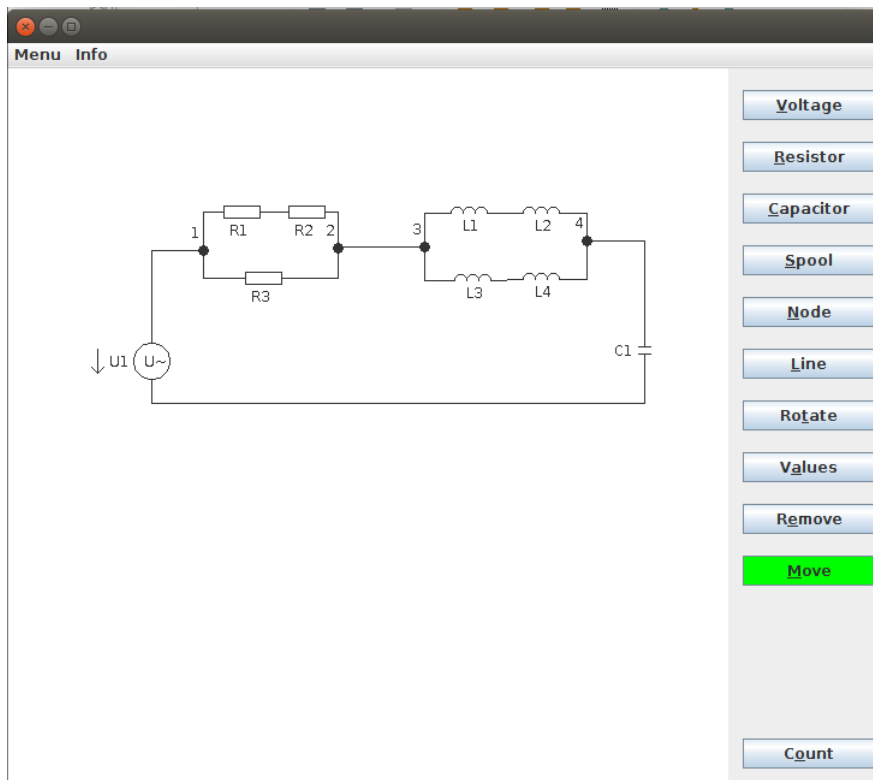 Menu Info
Voltage
Resistor
Capacitor
Spool
Node
Line
Rotate
Values
Remove
Move
Count
1 R1 R2 2
R3
3 L1 L2 4
L3 L4
U1 U~
C1